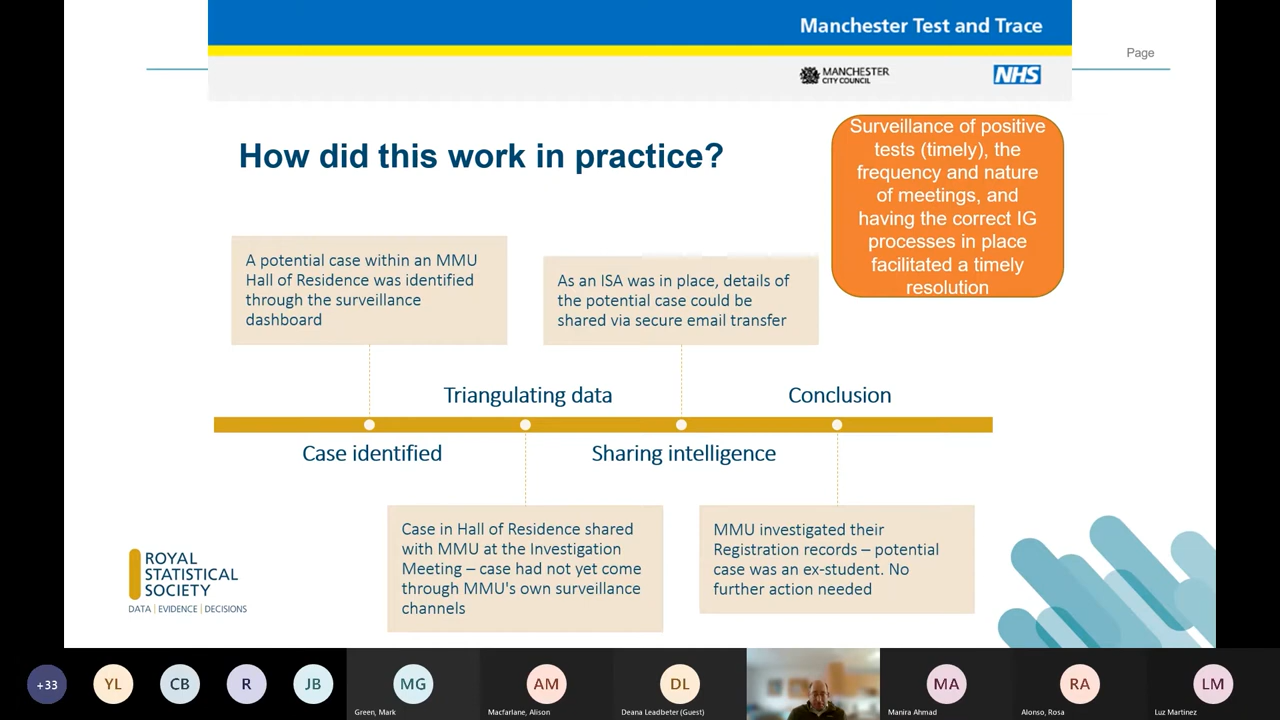 Manchester Test and Trace
Page
MANCHESTER
CITY COUNCIL
NHS
How did this work in practice?
Surveillance of positive
tests (timely), the
frequency and nature
of meetings, and
having the correct IG
processes in place
facilitated a timely
resolution
A potential case within an MMU
Hall of Residence was identified
through the surveillance
dashboard
As an ISA was in place, details of
the potential case could be
shared via secure email transfer
Triangulating data
Conclusion
Case identified
Sharing intelligence
Case in Hall of Residence shared
with MMU at the Investigation
Meeting – case had not yet come
through MMU's own surveillance
channels
MMU investigated their
Registration records – potential
case was an ex-student. No
further action needed
ROYAL
STATISTICAL
SOCIETY
DATA | EVIDENCE | DECISIONS
+33
YL
CB
R
JB
MG
Green, Mark
AM
Macfarlane, Alison
DL
Deana Leadbeter (Guest)
MA
Manira Ahmad
RA
Alonso, Rosa
LM
Luz Martinez